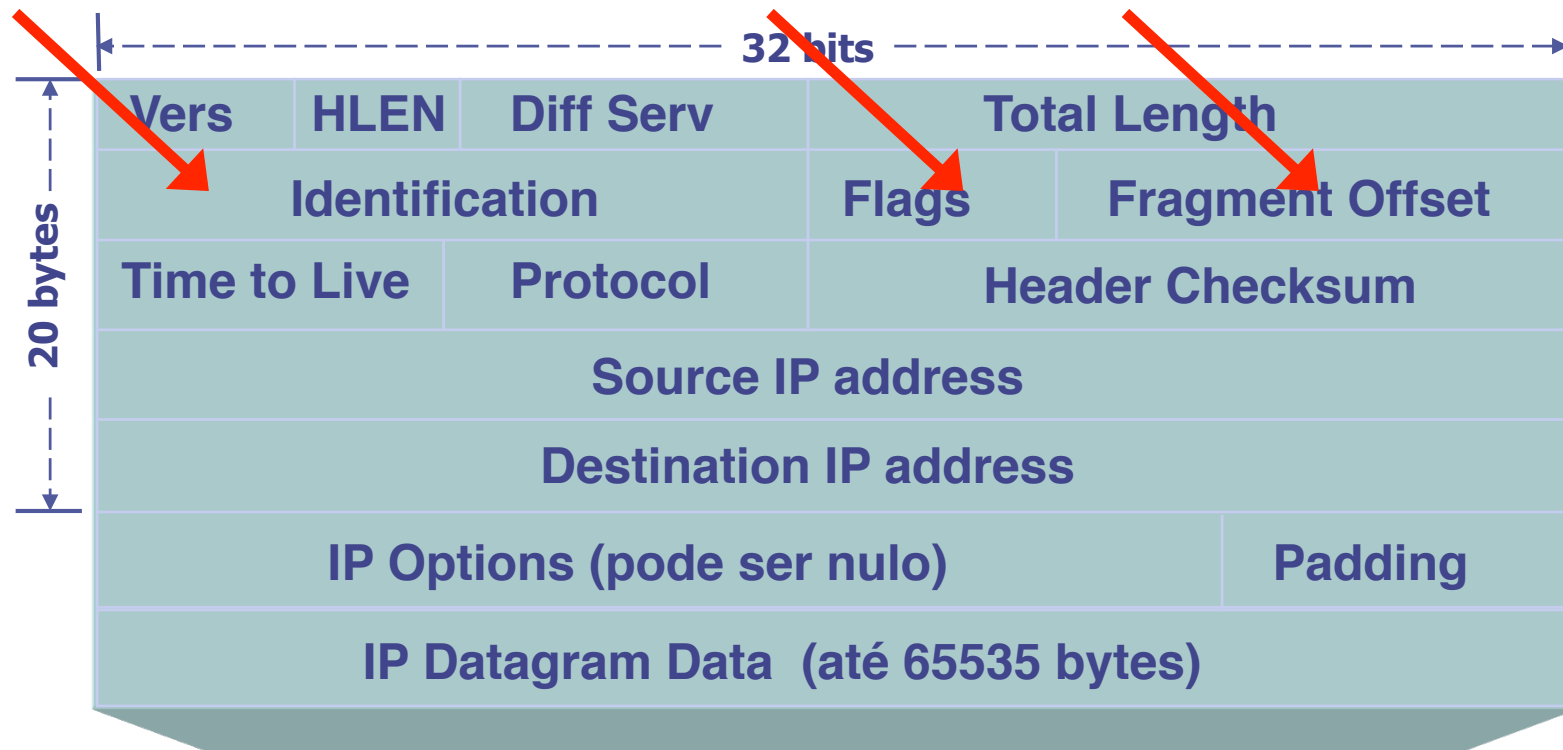 32 bits
Vers HLEN Diff Serv Total Length
Identification Flags Fragment Offset
Time to Live Protocol Header Checksum
20 bytes
Source IP address
Destination IP address
IP Options (pode ser nulo) Padding
IP Datagram Data (até 65535 bytes)